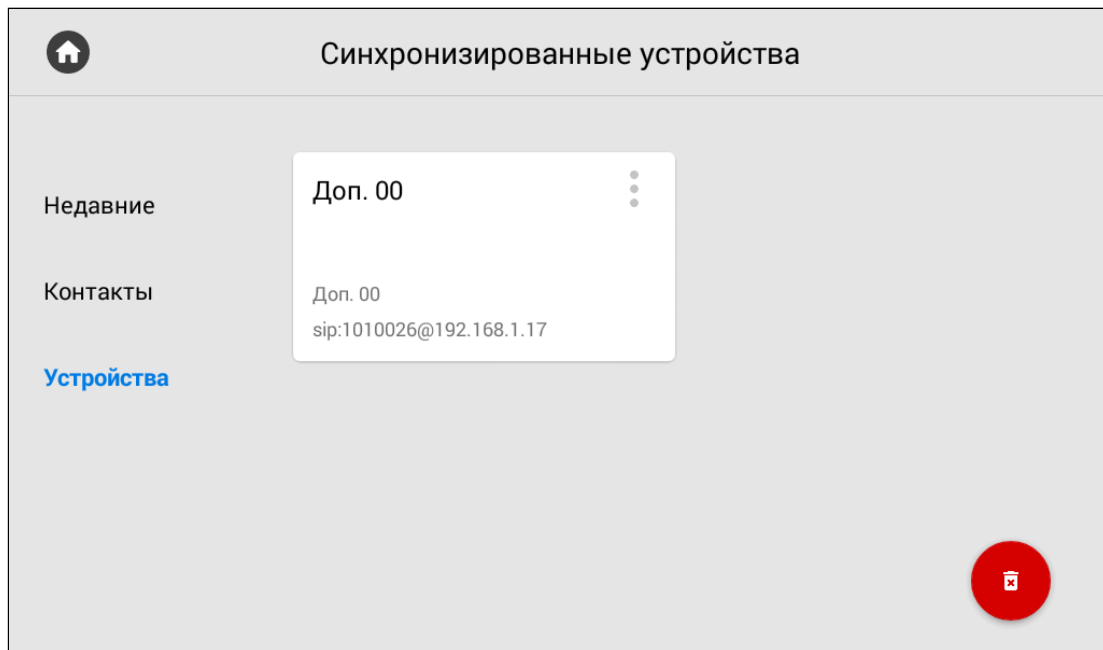 Синхронизированные устройства
Недавние
Контакты
Устройства
Доп. 00
Доп. 00
sip:1010026@192.168.1.17